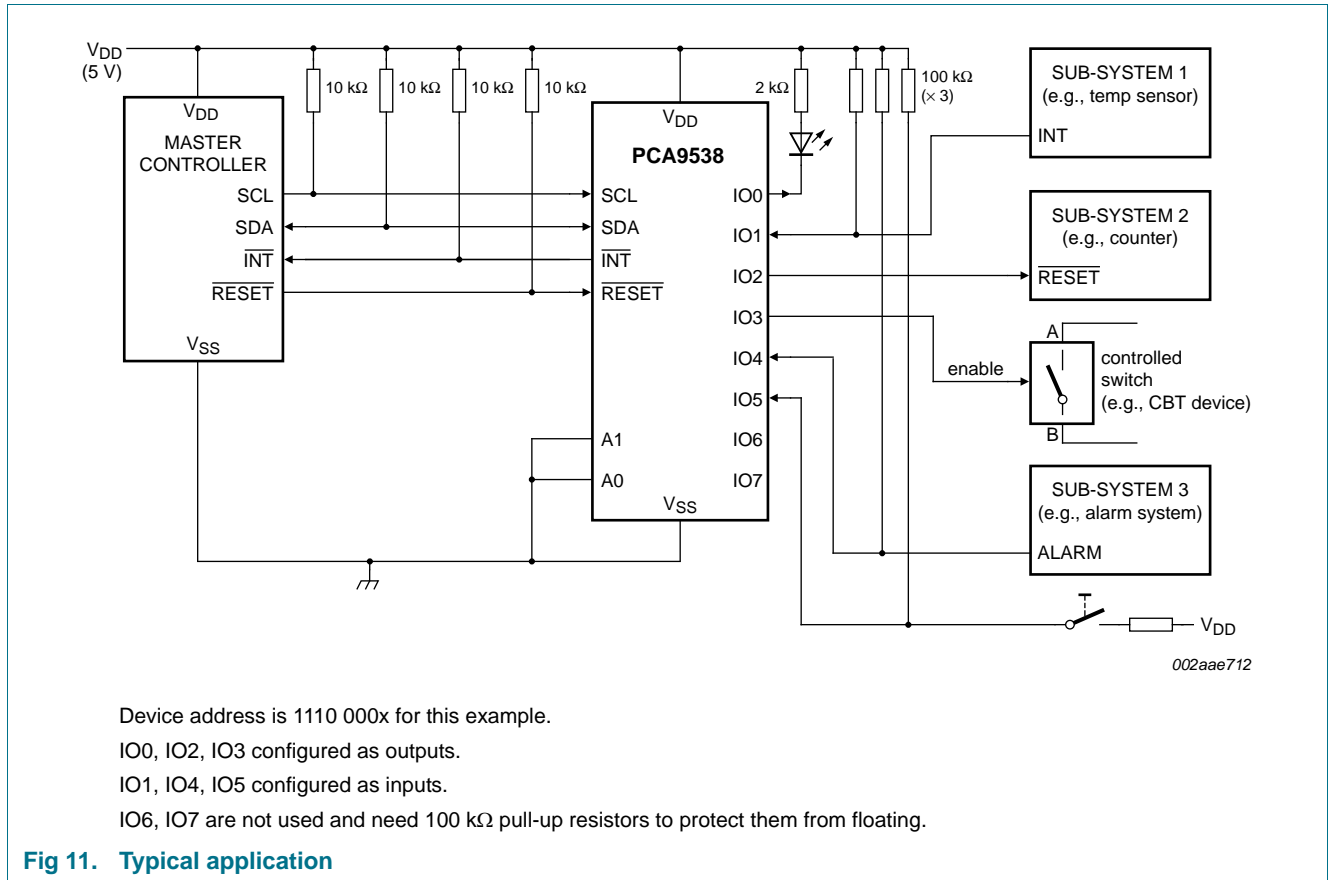 VDD
(5 V)
10 kΩ
10 kΩ
10 kΩ
10 kΩ
2 kΩ
100 kΩ
(× 3)
VDD
MASTER
CONTROLLER
SCL
SDA
INT
RESET
VSS
VDD
PCA9538
SCL
SDA
INT
RESET
A1
A0
VSS
IO0
IO1
IO2
IO3
IO4
IO5
IO6
IO7
SUB-SYSTEM 1
(e.g., temp sensor)
INT
SUB-SYSTEM 2
(e.g., counter)
RESET
A
enable
controlled
switch
(e.g., CBT device)
B
SUB-SYSTEM 3
(e.g., alarm system)
ALARM
VDD
002aae712
Device address is 1110 000x for this example.
IO0, IO2, IO3 configured as outputs.
IO1, IO4, IO5 configured as inputs.
IO6, IO7 are not used and need 100 kΩ pull-up resistors to protect them from floating.
Fig 11. Typical application